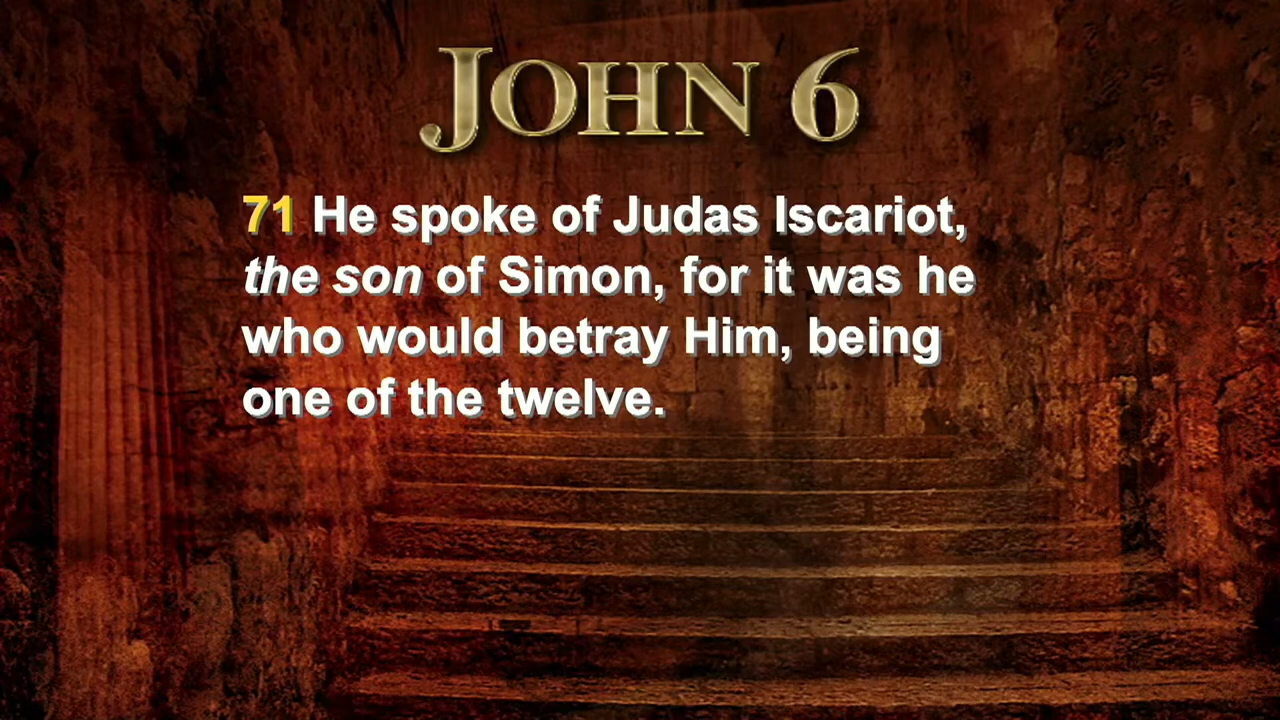 JOHN 6
71 He spoke of Judas Iscariot,
the son of Simon, for it was he
who would betray Him, being
one of the twelve.